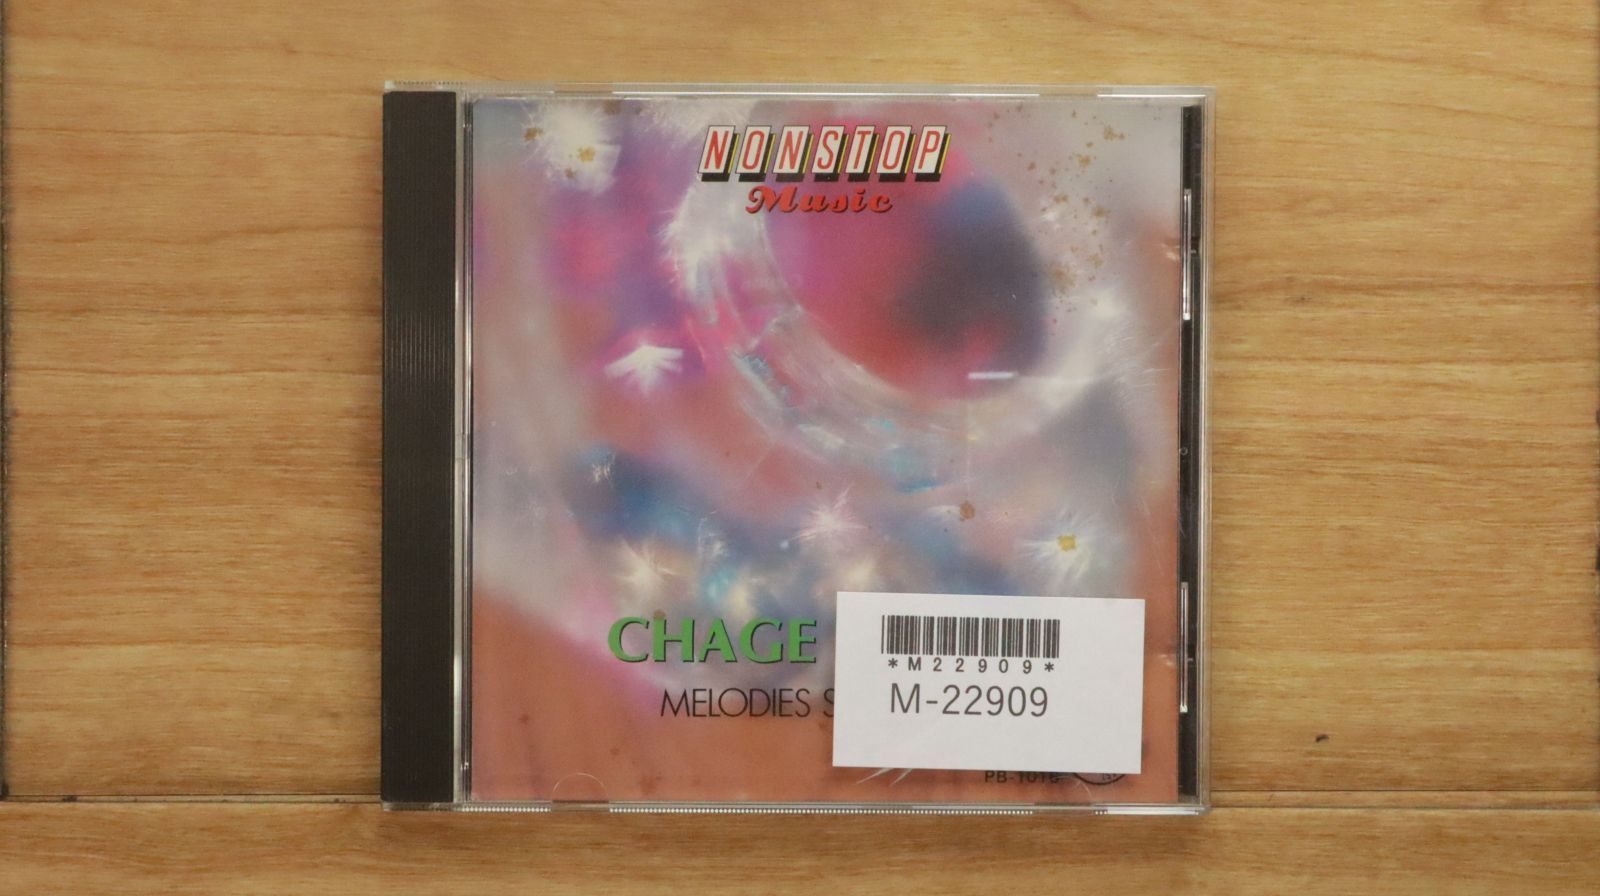 NONSTOP
Music
CHAGE
MELODIES
*M22909*
M-22909